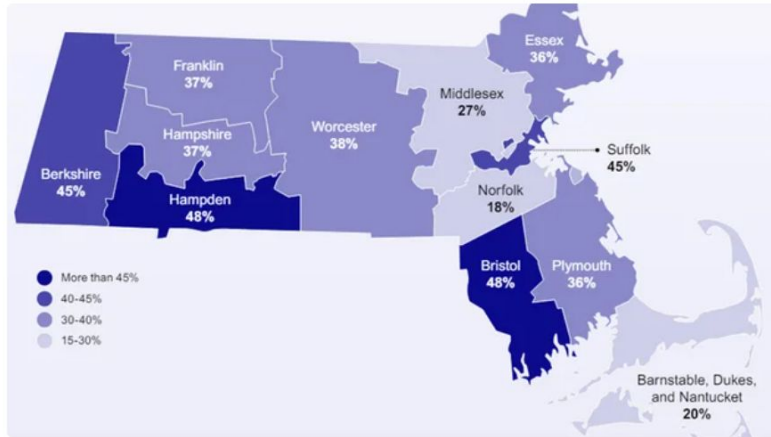 Essex
36%
Franklin
37%
Middlesex
27%
Hampshire
37%
Worcester
38%
Suffolk
45%
Berkshire
45%
Hampden
48%
Norfolk
18%
Bristol
48%
Plymouth
36%
More than 45%
40-45%
30-40%
15-30%
Barnstable, Dukes,
and Nantucket
20%